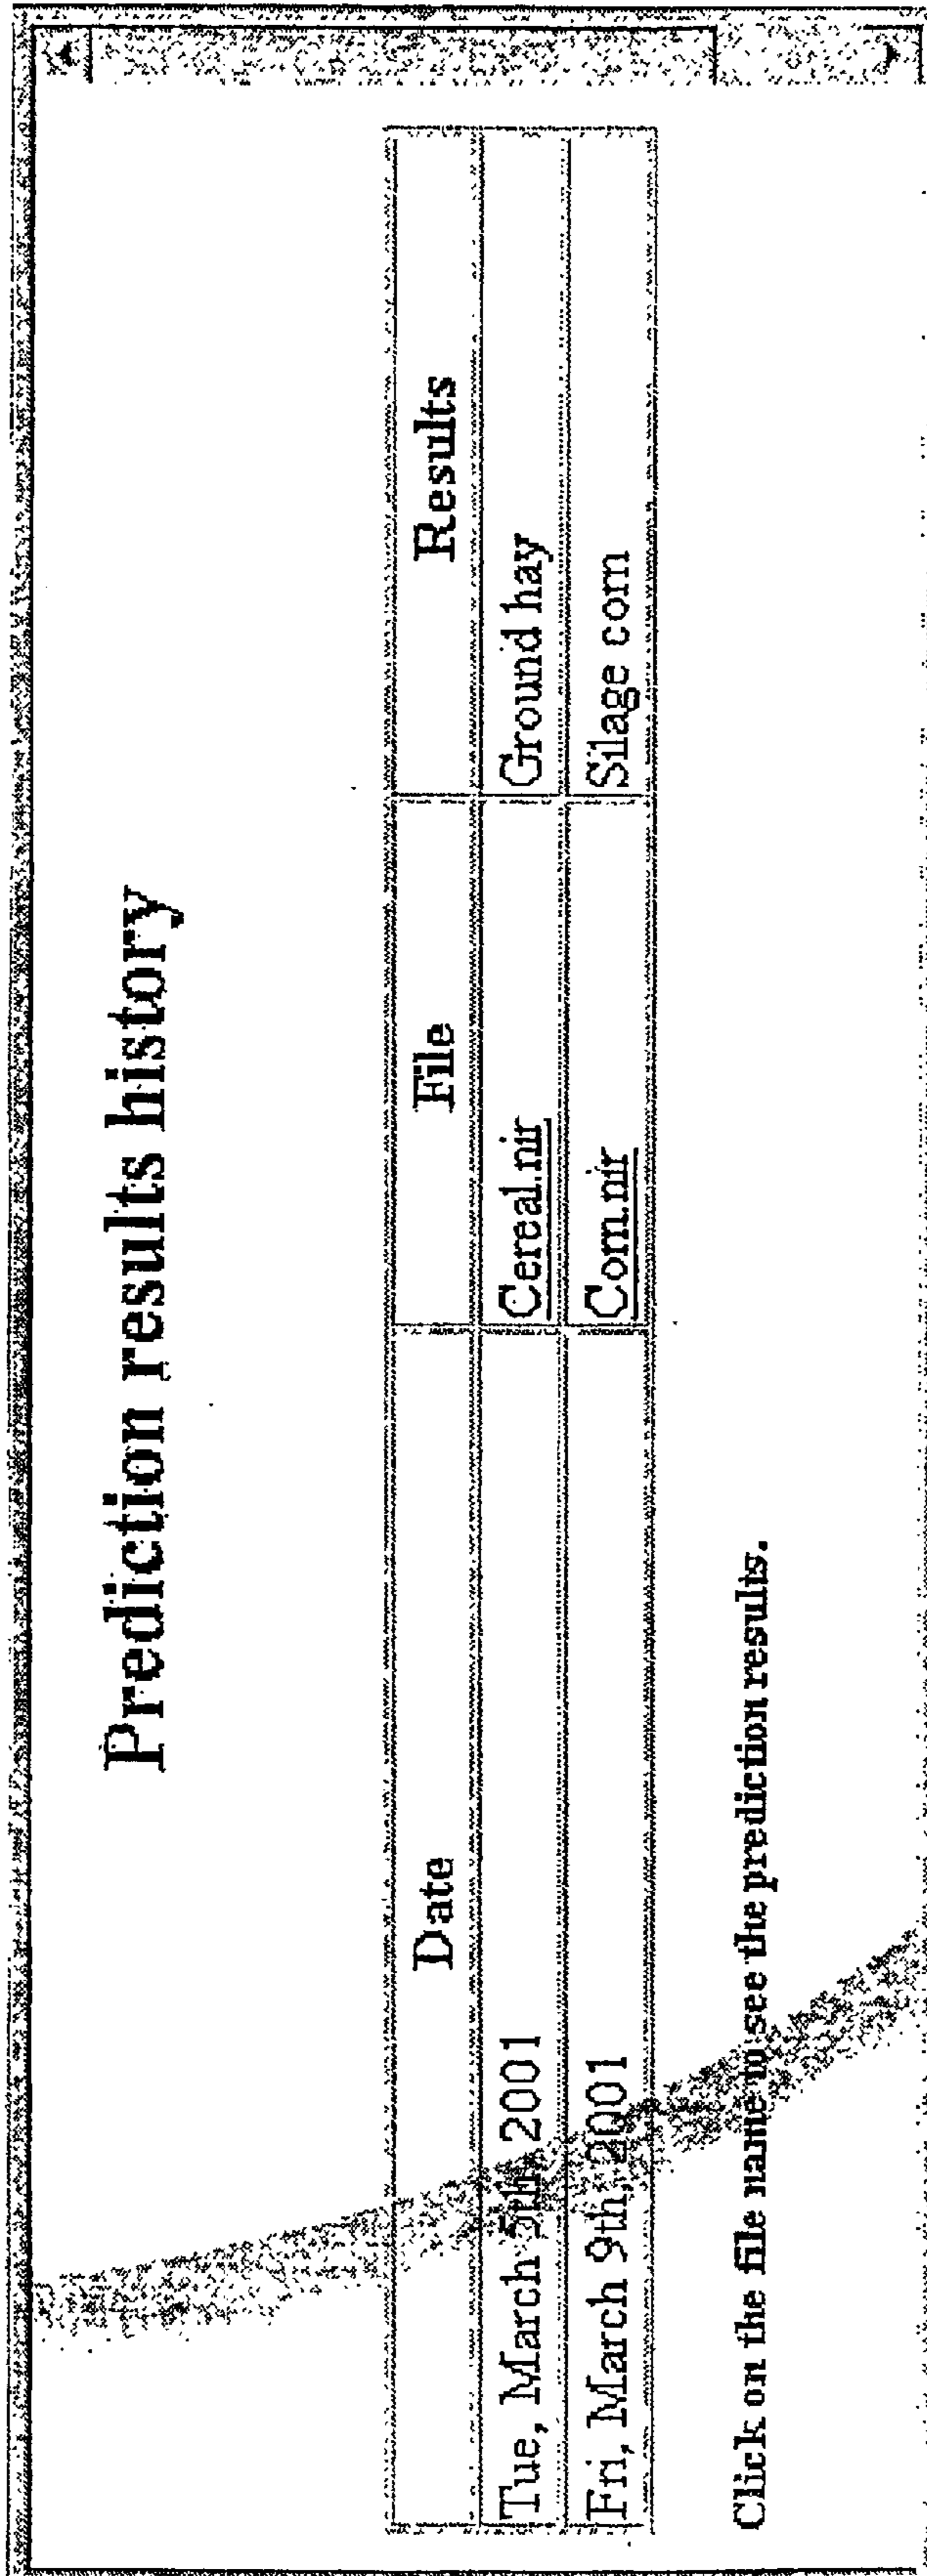 Prediction results history
Date File Results
Tue, March 5th, 2001 Cereal.nir Ground hay
Fri, March 9th, 2001 Corn.nir Silage corn
Click on the file name to see the prediction results.